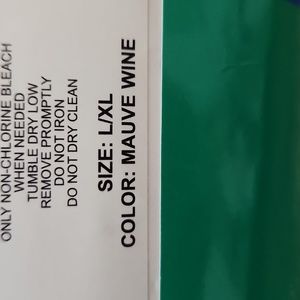 ONLY NON-CHLORINE BLEACH
WHEN NEEDED
TUMBLE DRY LOW
REMOVE PROMPTLY
DO NOT IRON
DO NOT DRY CLEAN
SIZE: L/XL
COLOR: MAUVE WINE